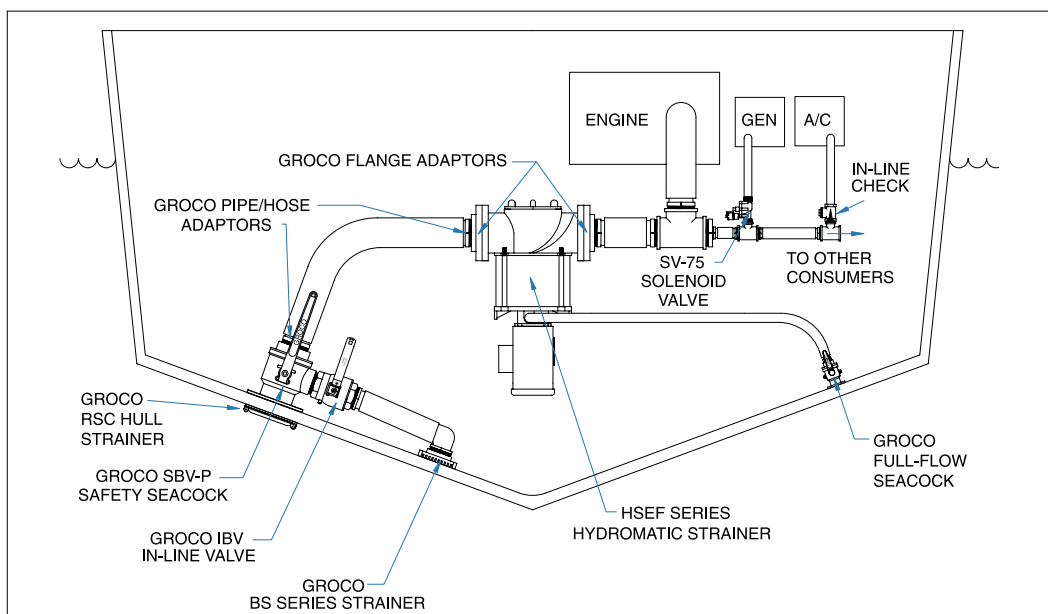 ENGINE
GEN
A/C
GROCO FLANGE ADAPTORS
IN-LINE
CHECK
GROCO PIPE/HOSE
ADAPTORS
SV-75
SOLENOID
VALVE
TO OTHER
CONSUMERS
GROCO
GROCO
RSC HULL
STRAINER
GROCO SBV-P
SAFETY SEACOCK
GROCO IBV
IN-LINE VALVE
GROCO
BS SERIES STRAINER
HSEF SERIES
HYDROMATIC STRAINER
GROCO
FULL-FLOW
SEACOCK